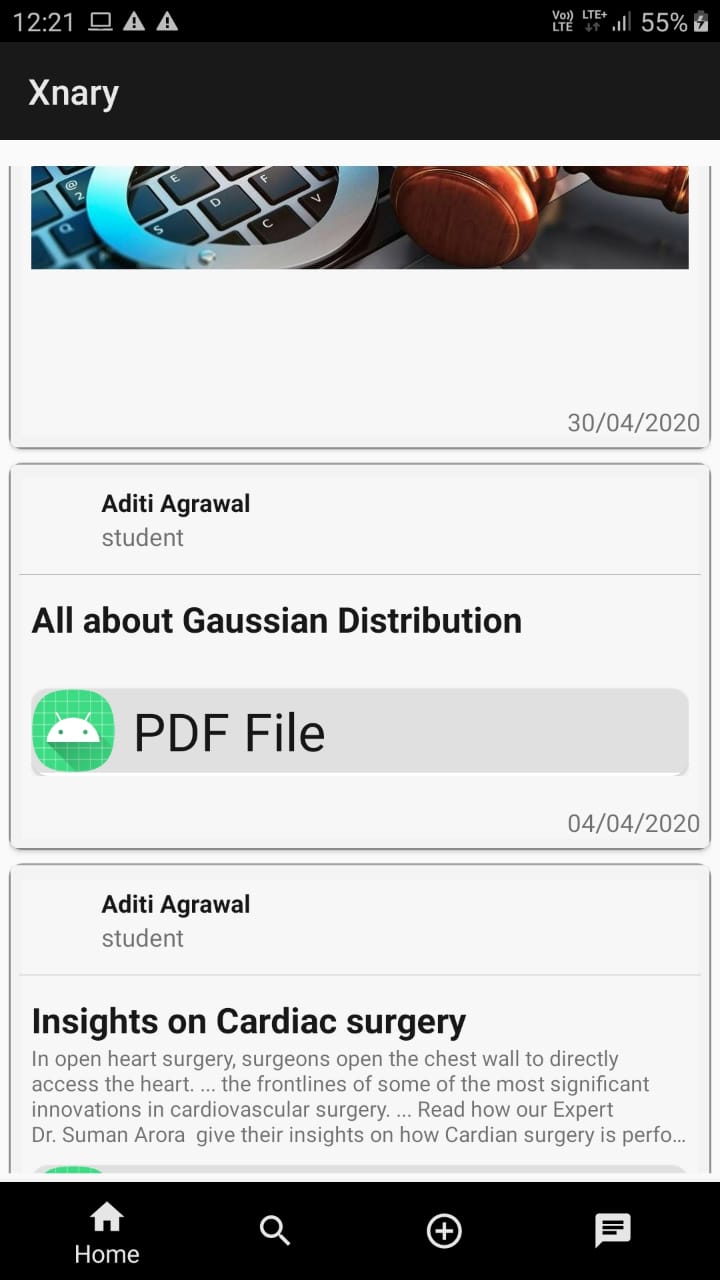 12:21 Vo)) LTE LTE+ 55%
Xnary
@ 2 Q E D F S C V
30/04/2020
Aditi Agrawal
student
All about Gaussian Distribution
PDF File
04/04/2020
Aditi Agrawal
student
Insights on Cardiac surgery
In open heart surgery, surgeons open the chest wall to directly
access the heart. ... the frontlines of some of the most significant
innovations in cardiovascular surgery. ... Read how our Expert
Dr. Suman Arora  give their insights on how Cardian surgery is perfo...
Home